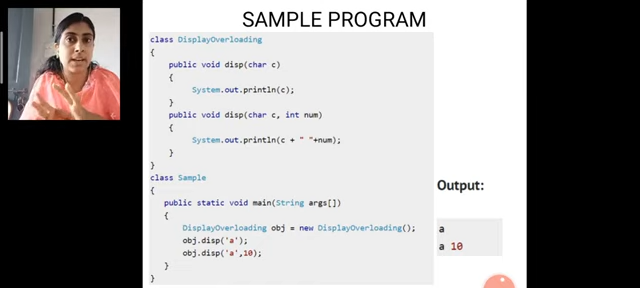 SAMPLE PROGRAM
class DisplayOverloading
{
public void disp(char c)
{
System.out.println(c);
}
public void disp(char c, int num)
{
System.out.println(c + " "+num);
}
}
class Sample
{
public static void main(String args[])
{
DisplayOverloading obj = new DisplayOverloading();
obj.disp('a');
obj.disp('a',10);
}
}
Output:
a
a 10